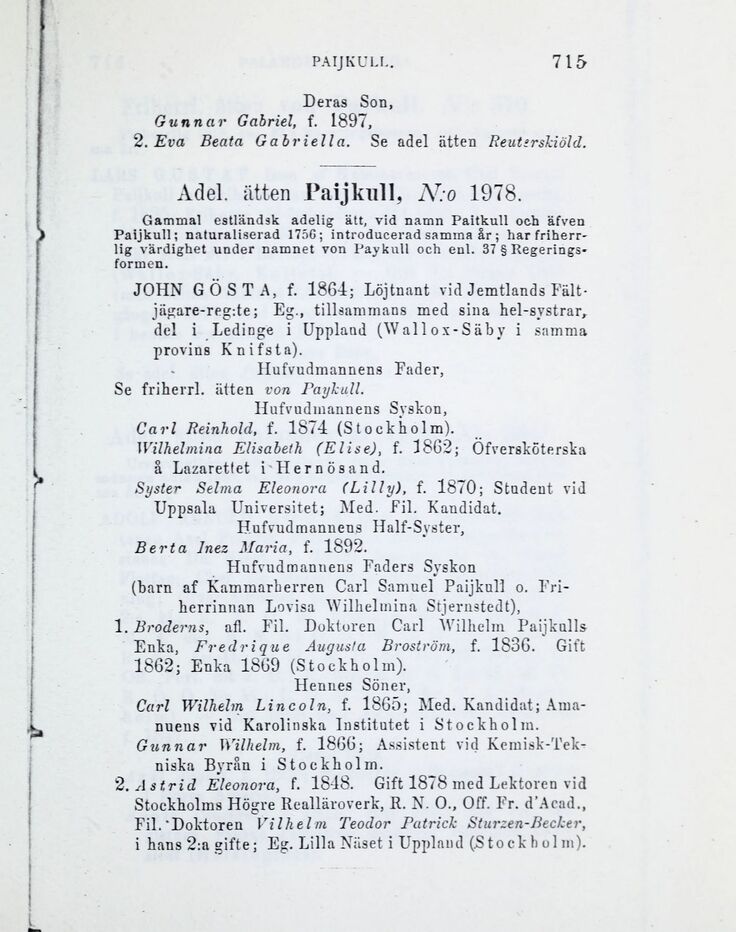 PAIJKULL. 715
Deras Son,
Gunnar Gabriel, f. 1897,
2. Eva Beata Gabriella. Se adel ätten Reuterskiöld.
Adel. ätten Paijkull, N:o 1978.
Gammal estländsk adelig ätt, vid namn Paitkull och äfven
Paijkull; naturaliserad 1756; introducerad samma år; har friherr-
lig värdighet under namnet von Paykull och enl. 37 § Regerings-
formen.
JOHN GÖSTA, f. 1864; Löjtnant vid Jemtlands Fält-
jägare-reg:te; Eg., tillsammans med sina hel-systrar,
del i Ledinge i Uppland (Wallox-Säby i samma
provins Knifsta).
Hufvudmannens Fader,
Se friherrl. ätten von Paykull.
Hufvudmannens Syskon,
Carl Reinhold, f. 1874 (Stockholm).
Wilhelmina Elisabeth (Elise), f. 1862; Öfversköterska
å Lazarettet i Hernösand.
Syster Selma Eleonora (Lilly), f. 1870; Student vid
Uppsala Universitet; Med. Fil. Kandidat.
Hufvudmannens Half-Syster,
Berta Inez Maria, f. 1892.
Hufvudmannens Faders Syskon
(barn af Kammarherren Carl Samuel Paijkull o. Fri-
herrinnan Lovisa Wilhelmina Stjernstedt),
1. Broderns, afl. Fil. Doktoren Carl Wilhelm Paijkulls
Enka, Fredrique Augusta Broström, f. 1836. Gift
1862; Enka 1869 (Stockholm).
Hennes Söner,
Carl Wilhelm Lincoln, f. 1865; Med. Kandidat; Ama-
nuens vid Karolinska Institutet i Stockholm.
Gunnar Wilhelm, f. 1866; Assistent vid Kemisk-Tek-
niska Byrån i Stockholm.
2. Astrid Eleonora, f. 1848. Gift 1878 med Lektoren vid
Stockholms Högre Realläroverk, R. N. O., Off. Fr. d'Acad.,
Fil. Doktoren Vilhelm Teodor Patrick Sturzen-Becker,
i hans 2:a gifte; Eg. Lilla Näset i Uppland (Stockholm).